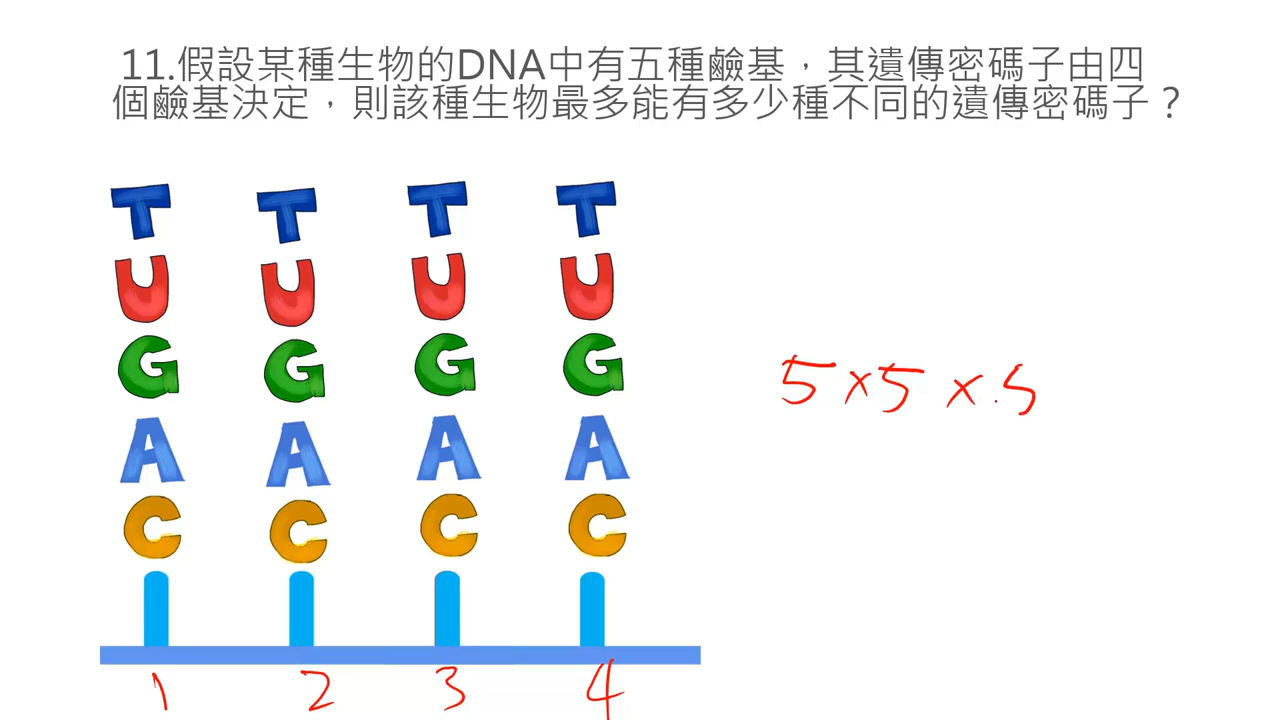 11.假設某種生物的DNA中有五種鹼基，其遺傳密碼子由四
個鹼基決定，則該種生物最多能有多少種不同的遺傳密碼子？
T T T T
U U U U
G G G G
A A A A
C C C C
5×5×5
1 2 3 4